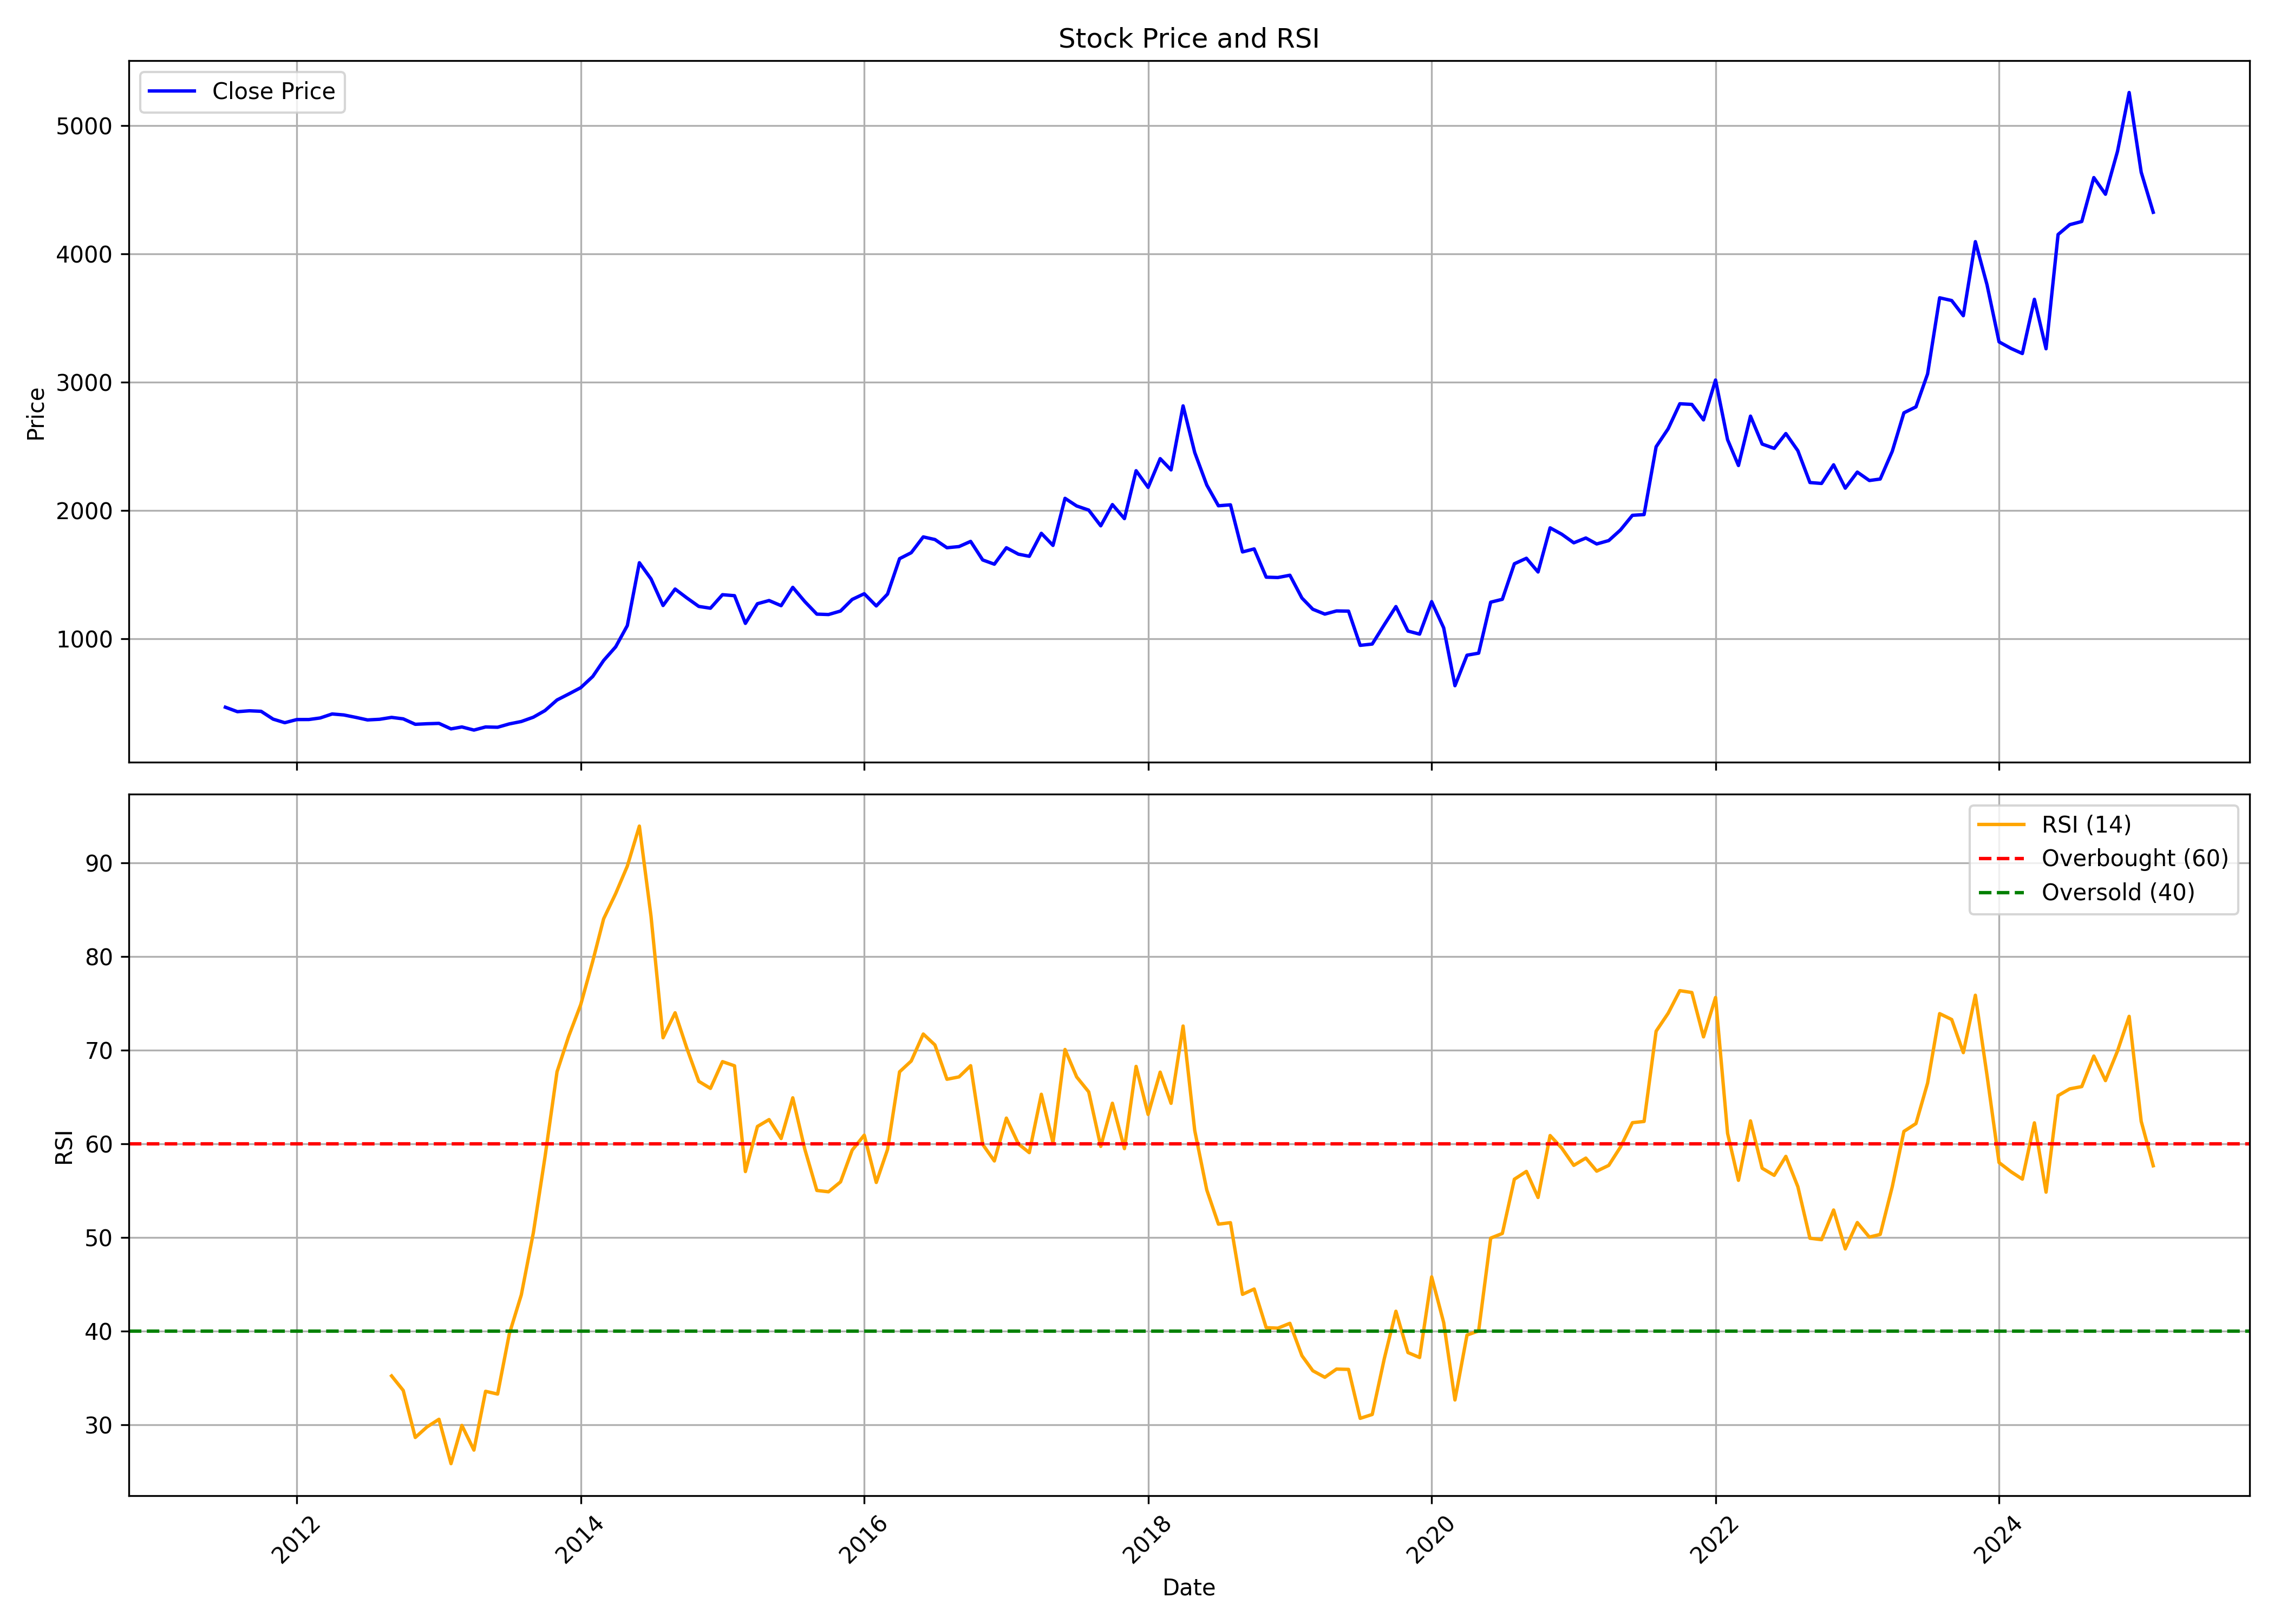 Stock Price and RSI
Close Price
5000
4000
3000
2000
1000
Price
RSI (14)
Overbought (60)
Oversold (40)
90
80
70
60
50
40
30
RSI
2012
2014
2016
2018
2020
2022
2024
Date